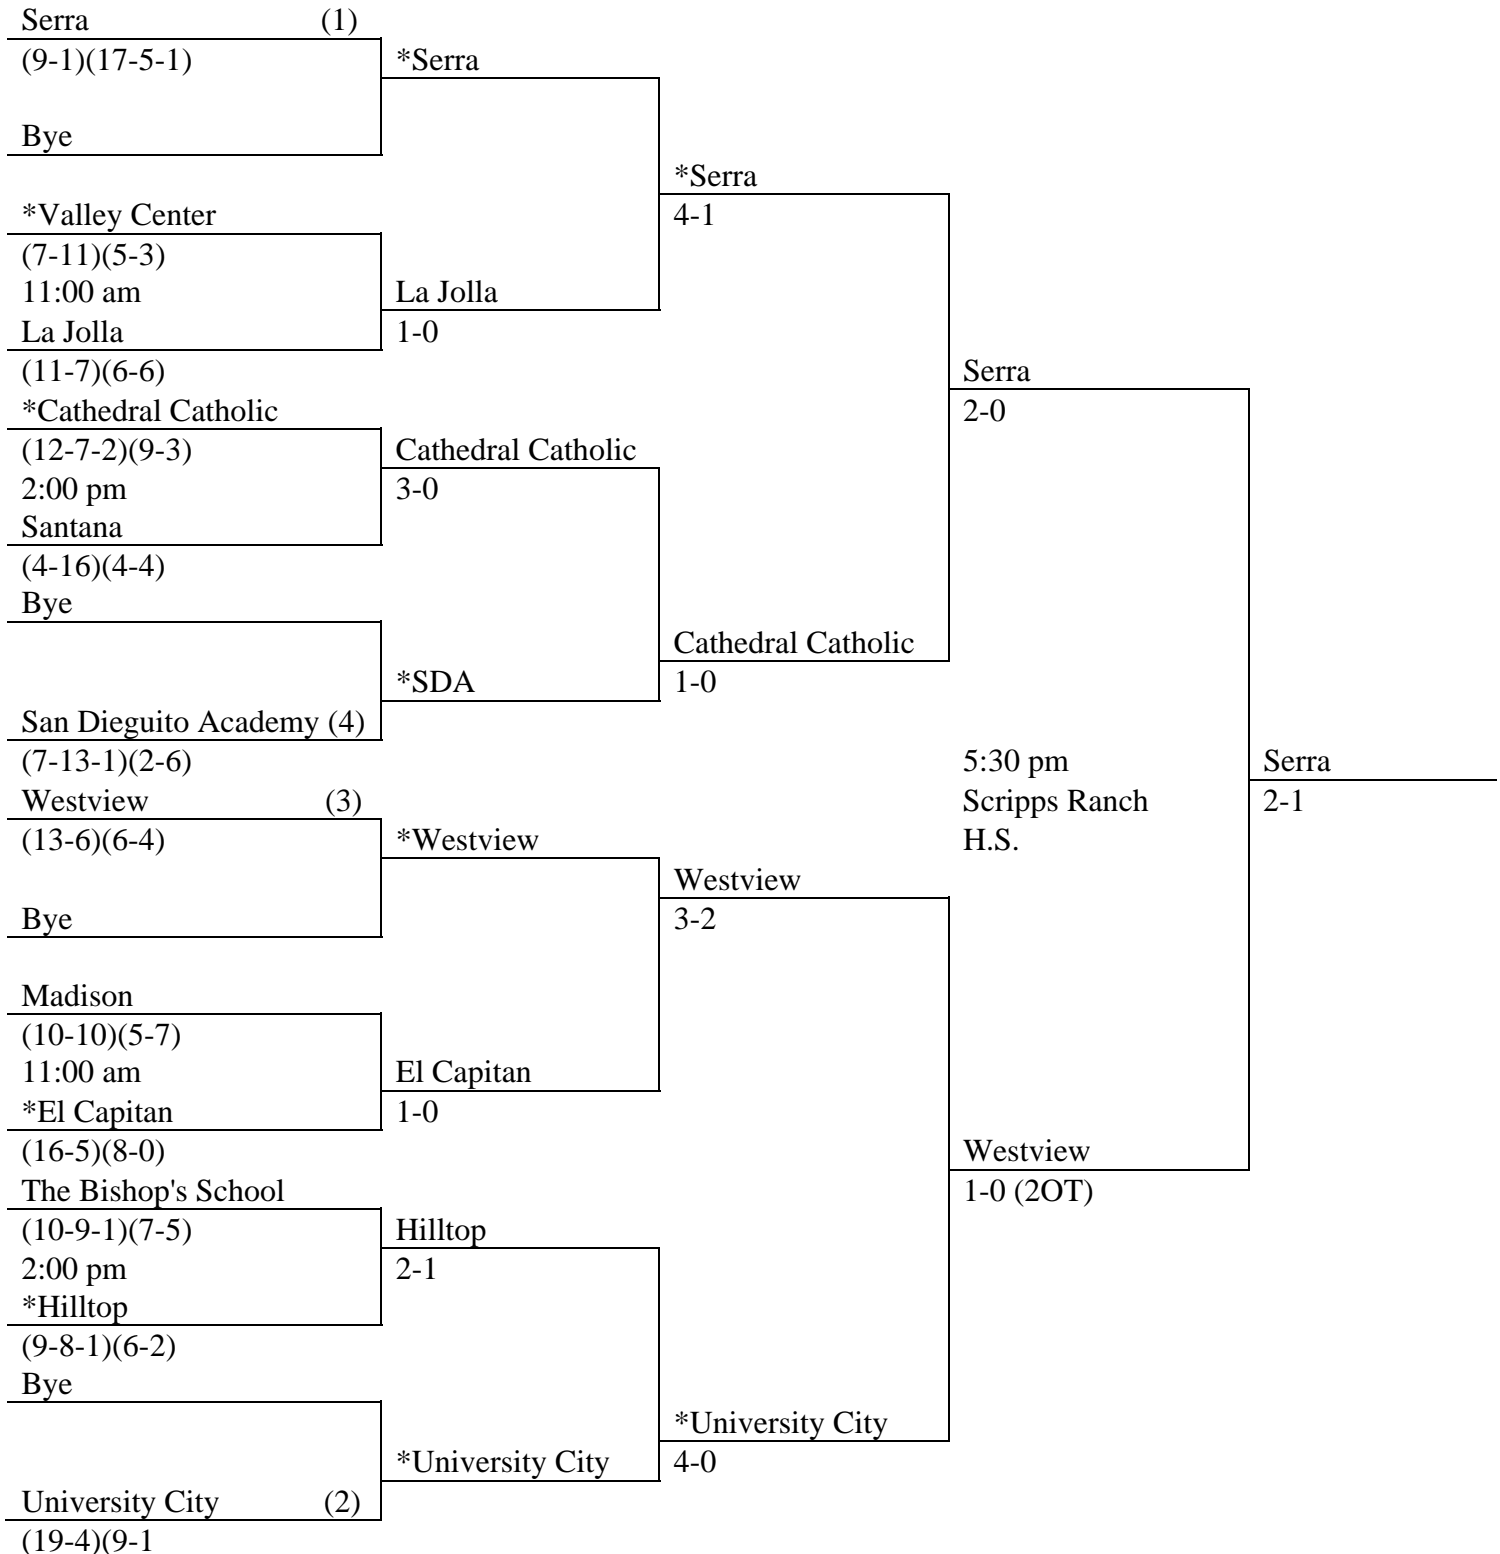 Serra (1)
(9-1)(17-5-1)
*Serra
Bye
*Serra
*Valley Center
4-1
(7-11)(5-3)
11:00 am
La Jolla
La Jolla
1-0
(11-7)(6-6)
Serra
*Cathedral Catholic
2-0
(12-7-2)(9-3)
Cathedral Catholic
2:00 pm
3-0
Santana
(4-16)(4-4)
Bye
Cathedral Catholic
*SDA
1-0
San Dieguito Academy (4)
(7-13-1)(2-6)
5:30 pm
Serra
Westview (3)
Scripps Ranch
2-1
(13-6)(6-4)
*Westview
H.S.
Westview
Bye
3-2
Madison
(10-10)(5-7)
11:00 am
El Capitan
*El Capitan
1-0
(16-5)(8-0)
Westview
The Bishop's School
1-0 (2OT)
(10-9-1)(7-5)
Hilltop
2:00 pm
2-1
*Hilltop
(9-8-1)(6-2)
Bye
*University City
*University City
4-0
University City (2)
(19-4)(9-1